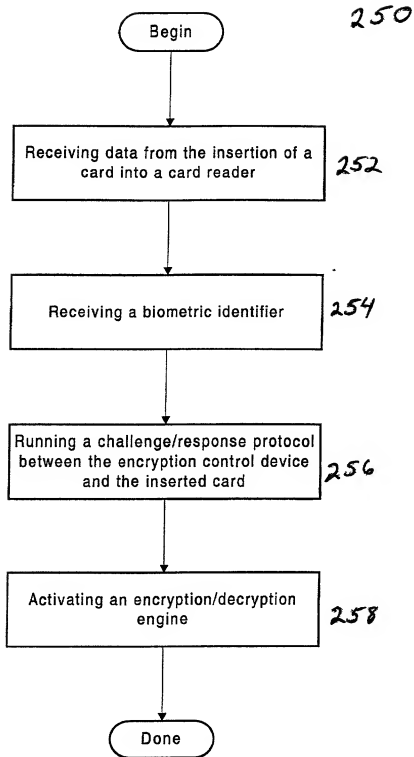 250
Begin
Receiving data from the insertion of a
card into a card reader
252
Receiving a biometric identifier
254
Running a challenge/response protocol
between the encryption control device
and the inserted card
256
Activating an encryption/decryption
engine
258
Done